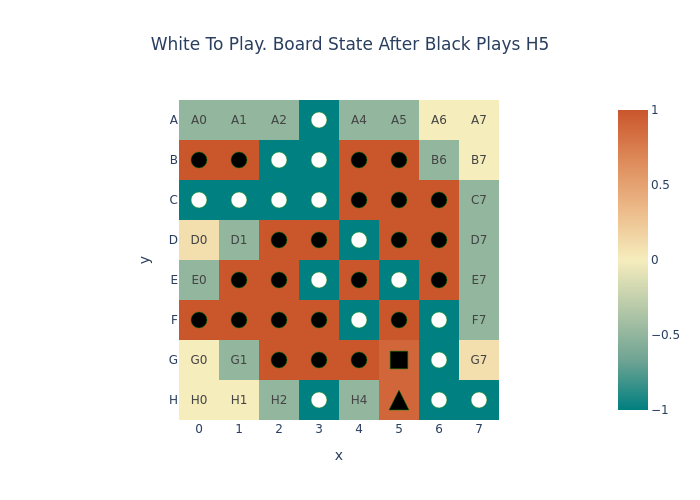 White To Play. Board State After Black Plays H5
A A0 A1 A2 A4 A5 A6 A7
B B6 B7
C C7
D D0 D1 D7
E E0 E7
F F7
G G0 G1 G7
H H0 H1 H2 H4
0 1 2 3 4 5 6 7
x
y
1
0.5
0
−0.5
−1